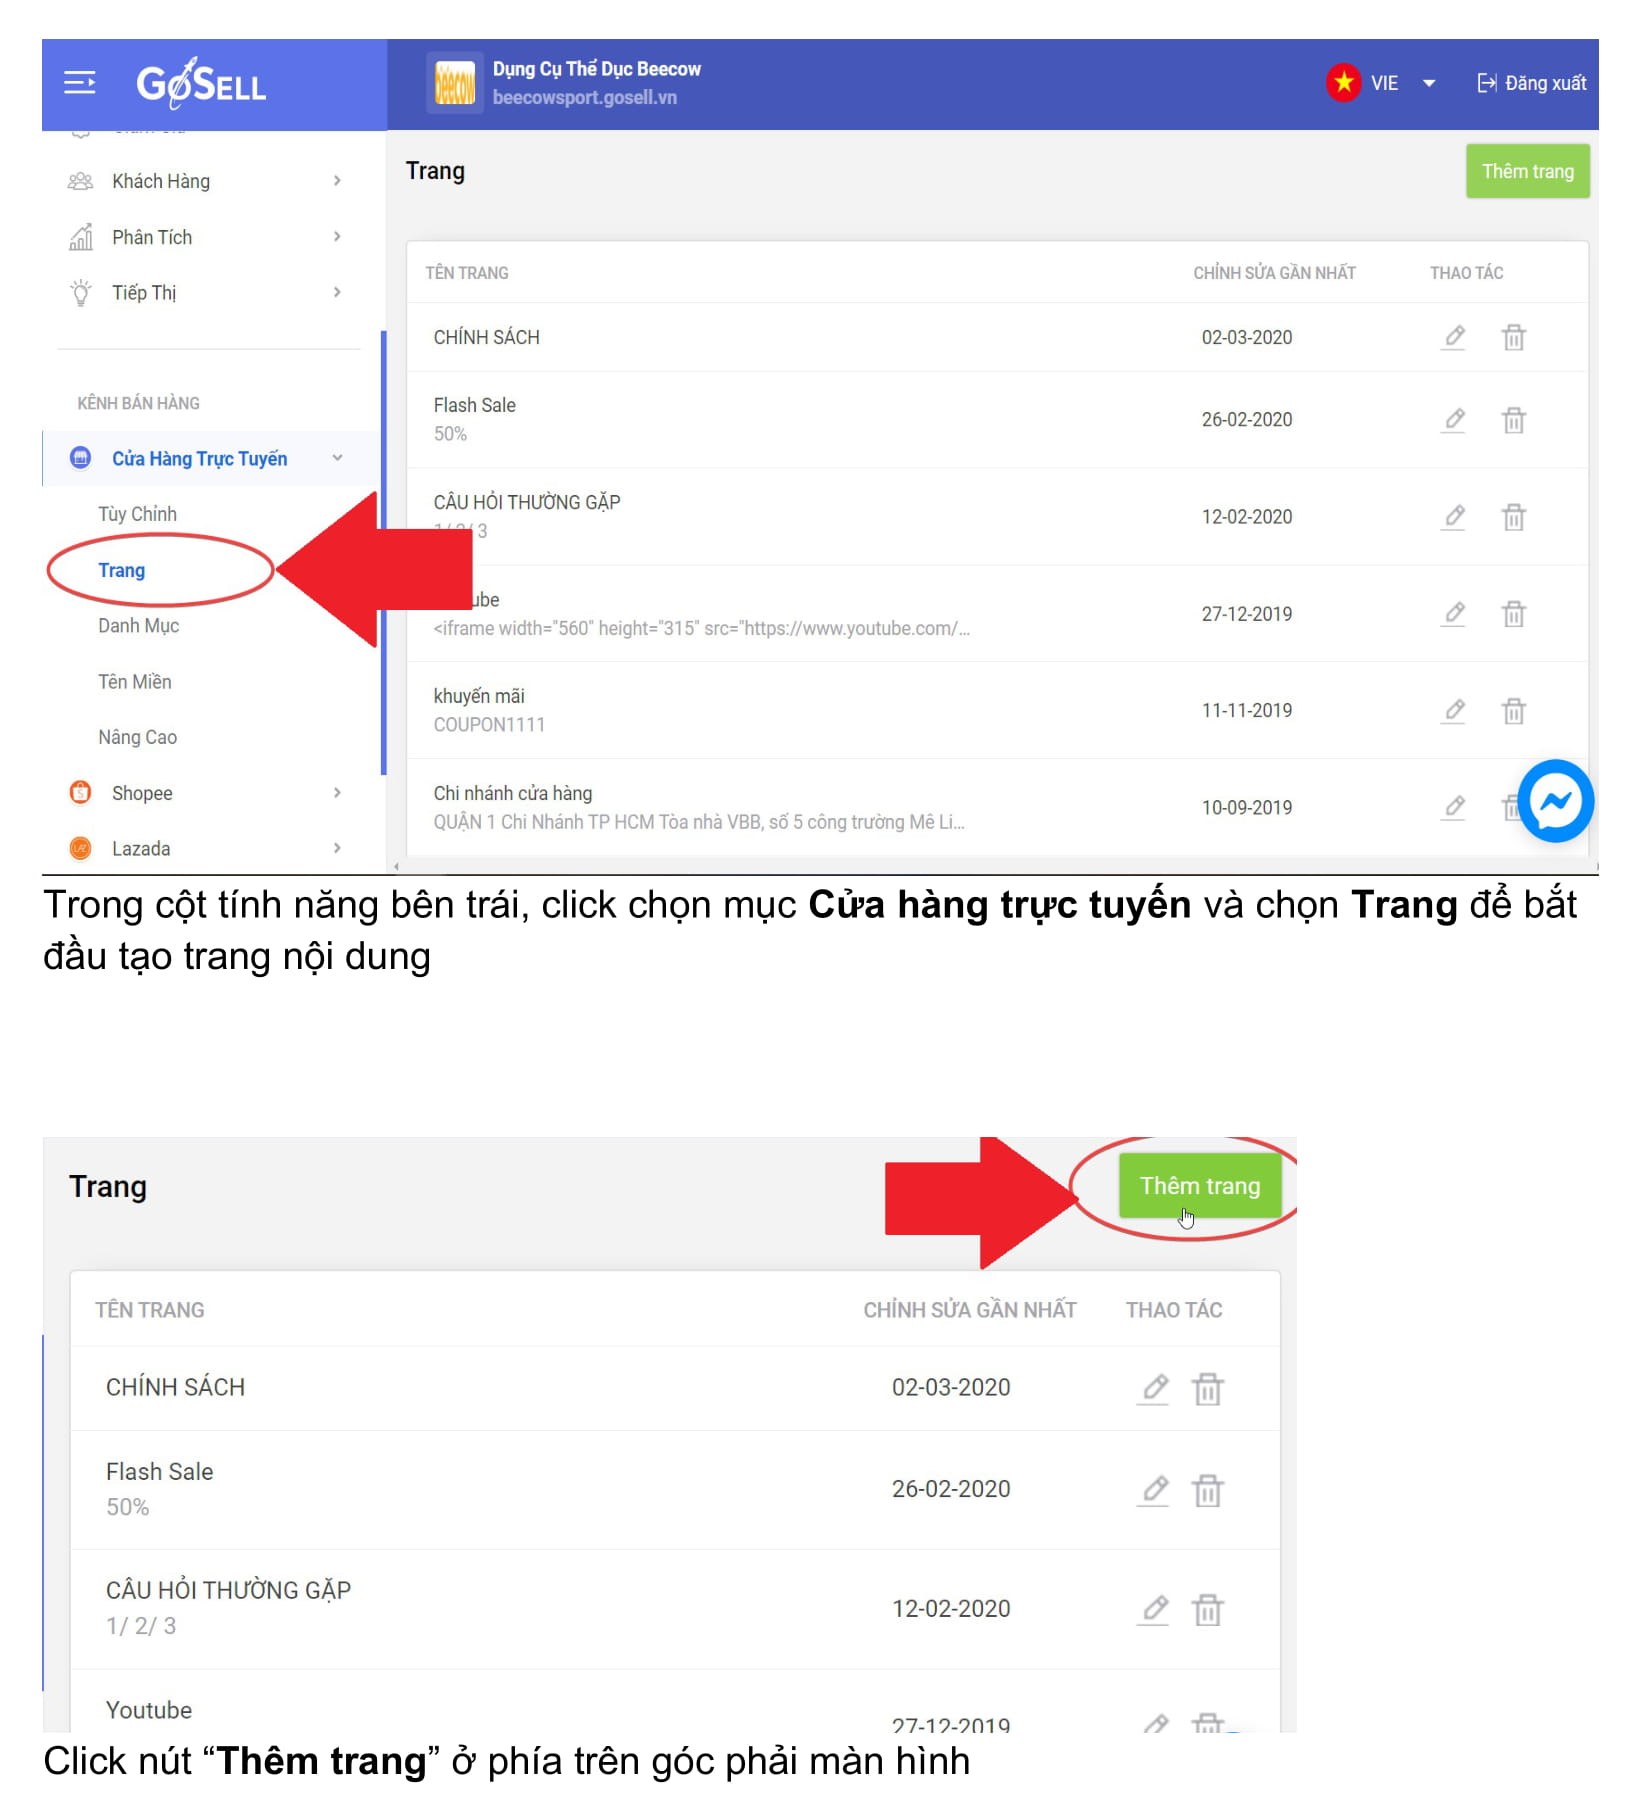 GoSELL
Dụng Cụ Thể Dục Beecow
beecowsport.gosell.vn
VIE
Đăng xuất
Khách Hàng
Phân Tích
Tiếp Thị
KÊNH BÁN HÀNG
Cửa Hàng Trực Tuyến
Tùy Chỉnh
Trang
Danh Mục
Tên Miền
Nâng Cao
Shopee
Lazada
Trang
Thêm trang
TÊN TRANG CHỈNH SỬA GẦN NHẤT THAO TÁC
CHÍNH SÁCH 02-03-2020
Flash Sale
50%
26-02-2020
CÂU HỎI THƯỜNG GẶP
3
12-02-2020
ube
<iframe width="560" height="315" src="https://www.youtube.com/...
27-12-2019
khuyến mãi
COUPON1111
11-11-2019
Chi nhánh cửa hàng
QUẬN 1 Chi Nhánh TP HCM Tòa nhà VBB, số 5 công trường Mê Li...
10-09-2019
Trong cột tính năng bên trái, click chọn mục Cửa hàng trực tuyến và chọn Trang để bắt
đầu tạo trang nội dung
Trang
Thêm trang
TÊN TRANG CHỈNH SỬA GẦN NHẤT THAO TÁC
CHÍNH SÁCH 02-03-2020
Flash Sale
50%
26-02-2020
CÂU HỎI THƯỜNG GẶP
1/ 2/ 3
12-02-2020
Youtube
27-12-2019
Click nút “Thêm trang” ở phía trên góc phải màn hình